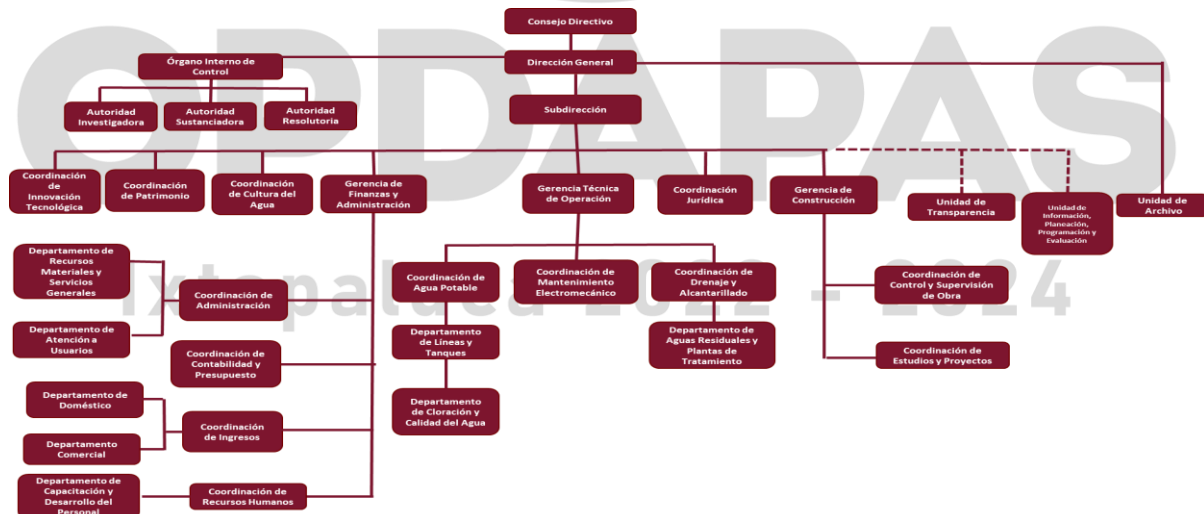 OPDAPAS
Ixtapaluca 2022 - 2024
Consejo Directivo
Órgano Interno de
Control
Dirección General
Autoridad
Investigadora
Autoridad
Sustanciadora
Autoridad
Resolutoria
Subdirección
Coordinación
de
Innovación
Tecnológica
Coordinación
de Patrimonio
Coordinación
de Cultura del
Agua
Gerencia de
Finanzas y
Administración
Gerencia Técnica
de Operación
Coordinación
Jurídica
Gerencia de
Construcción
Unidad de
Transparencia
Unidad de
Información,
Planeación,
Programación y
Evaluación
Unidad de
Archivo
Departamento de
Recursos
Materiales y
Servicios
Generales
Coordinación de
Administración
Departamento de
Atención a
Usuarios
Coordinación de
Contabilidad y
Presupuesto
Departamento de
Doméstico
Coordinación
de Ingresos
Departamento
Comercial
Departamento de
Capacitación y
Desarrollo del
Personal
Coordinación de
Recursos Humanos
Coordinación de
Agua Potable
Coordinación de
Mantenimiento
Electromecánico
Coordinación de
Drenaje y
Alcantarillado
Departamento
de Líneas y
Tanques
Departamento de
Aguas Residuales y
Plantas de
Tratamiento
Departamento
de Cloración y
Calidad del Agua
Coordinación de
Control y Supervisión
de Obra
Coordinación de
Estudios y Proyectos